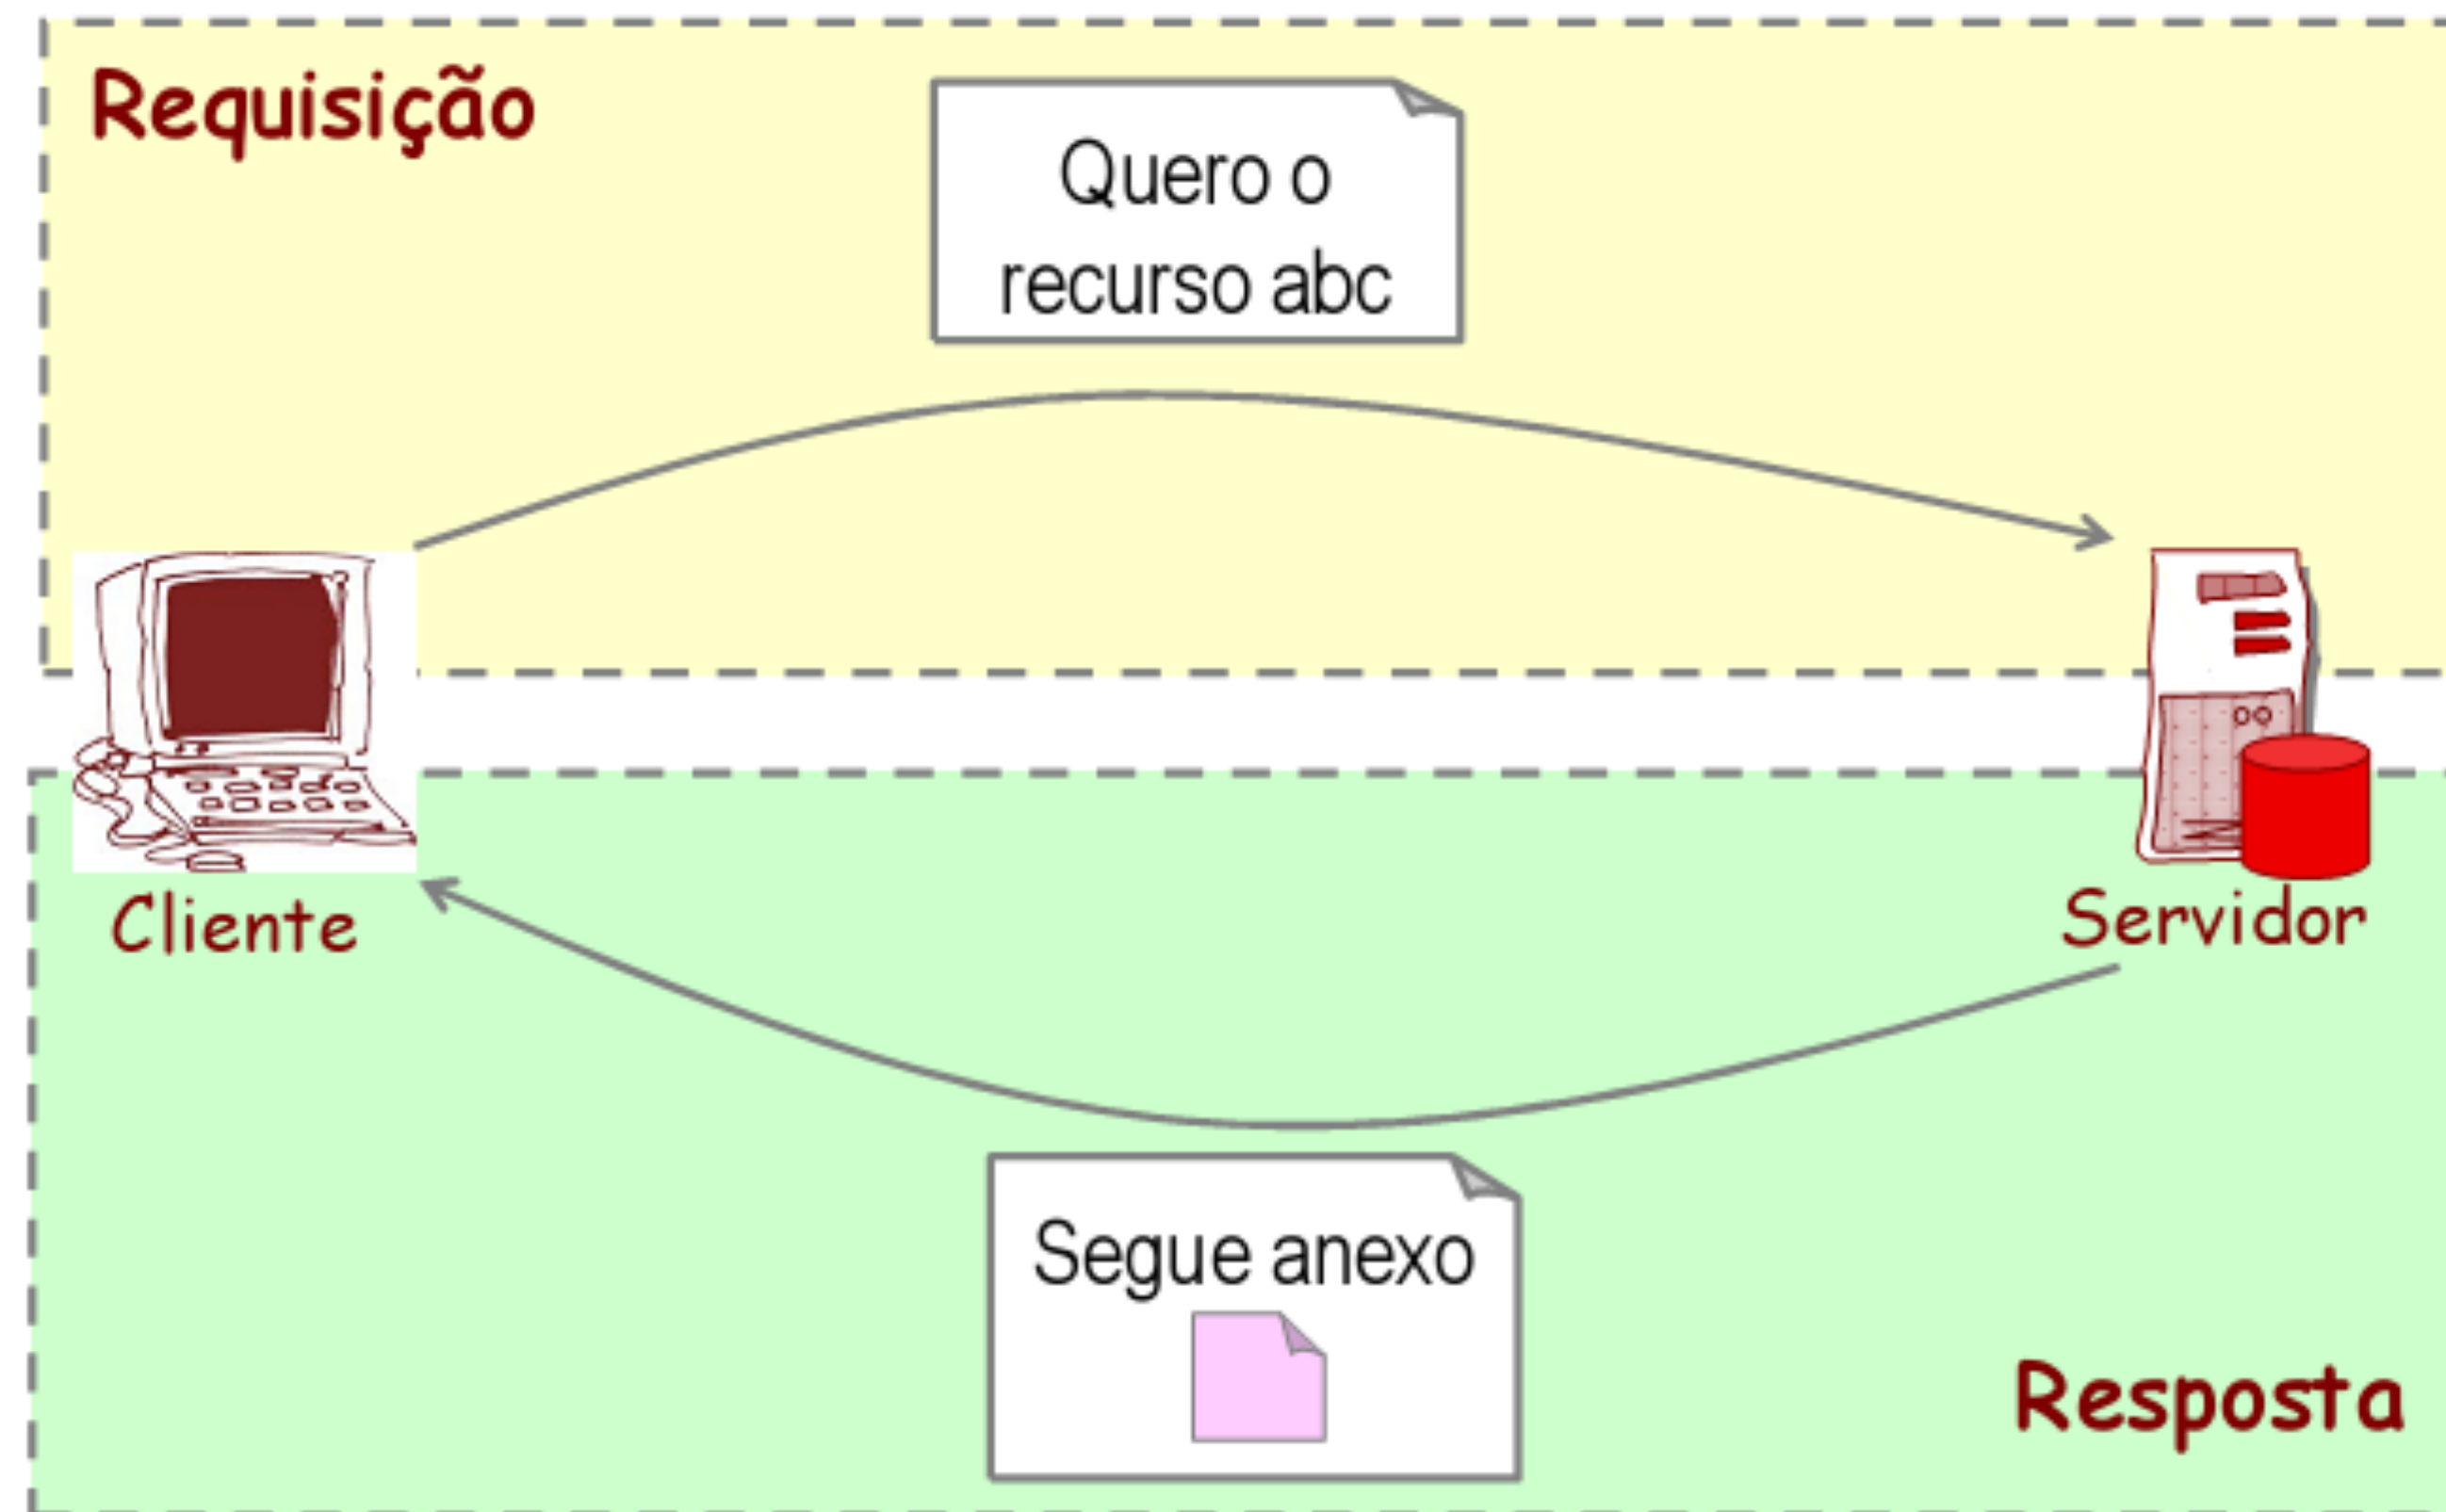 Requisição
Quero o
recurso abc
Cliente
Servidor
Segue anexo
Resposta